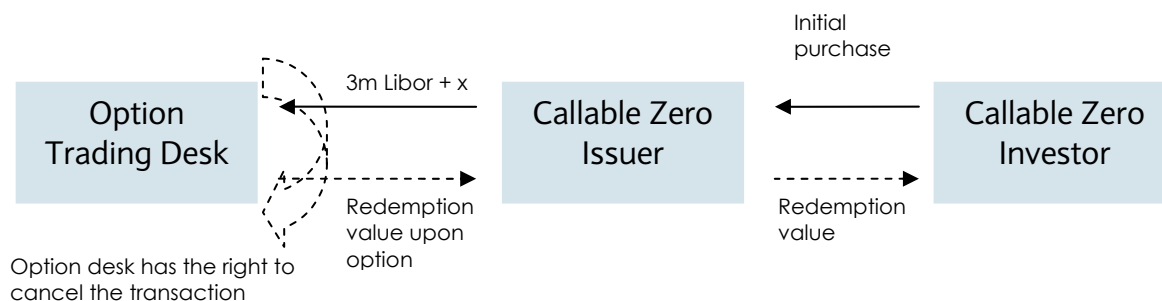 Initial
purchase
3m Libor + x
Option
Trading Desk
Callable Zero
Issuer
Callable Zero
Investor
Redemption
value upon
option
Redemption
value
Option desk has the right to
cancel the transaction